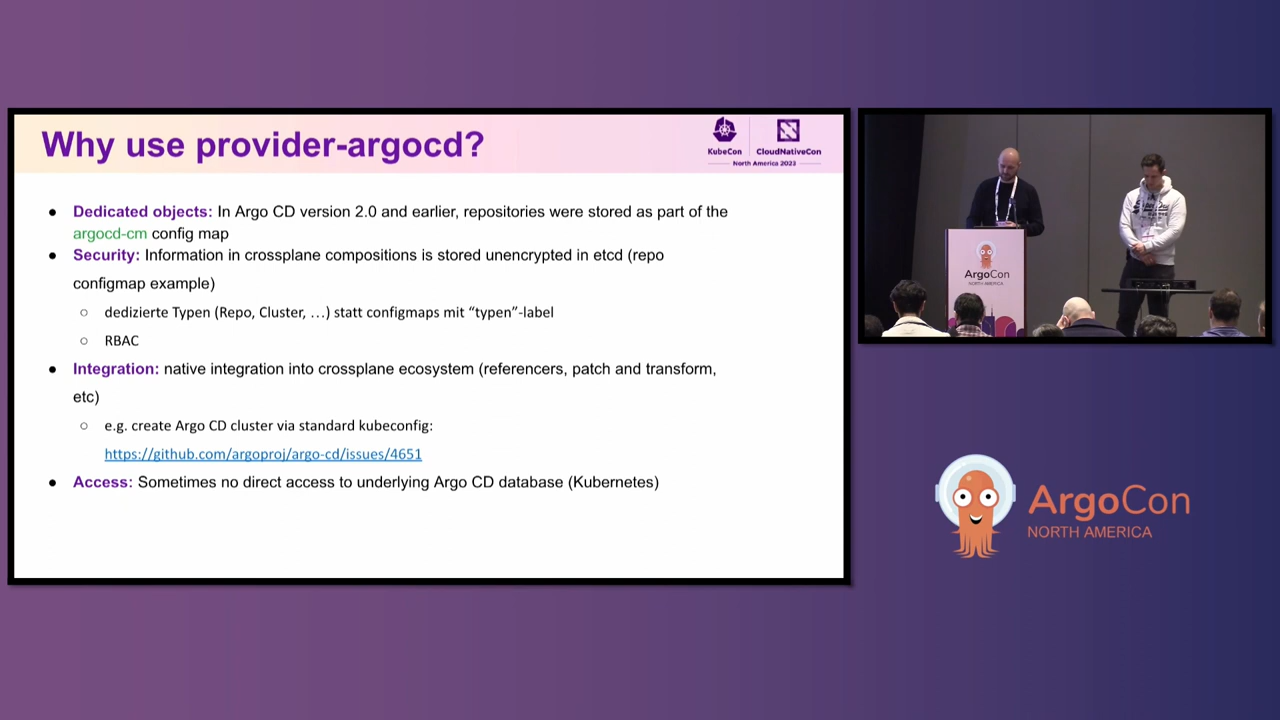 Why use provider-argocd?
KubeCon
CloudNativeCon
North America 2023
● Dedicated objects: In Argo CD version 2.0 and earlier, repositories were stored as part of the
argocd-cm config map
● Security: Information in crossplane compositions is stored unencrypted in etcd (repo
configmap example)
○ dedizierte Typen (Repo, Cluster, …) statt configmaps mit “typen”-label
○ RBAC
● Integration: native integration into crossplane ecosystem (referencers, patch and transform,
etc)
○ e.g. create Argo CD cluster via standard kubeconfig:
https://github.com/argoproj/argo-cd/issues/4651
● Access: Sometimes no direct access to underlying Argo CD database (Kubernetes)
ArgoCon
NORTH AMERICA
ArgoCon
NORTH AMERICA